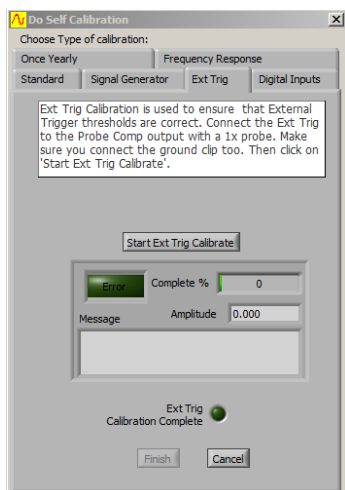 Do Self Calibration
Choose Type of calibration:
Once Yearly
Frequency Response
Standard
Signal Generator
Ext Trig
Digital Inputs
Ext Trig Calibration is used to ensure that External
Trigger thresholds are correct. Connect the Ext Trig
to the Probe Comp output with a 1x probe. Make
sure you connect the ground clip too. Then click on
'Start Ext Trig Calibrate'.
Start Ext Trig Calibrate
Error
Complete %
0
Message
Amplitude
0.000
Ext Trig
Calibration Complete
Finish
Cancel